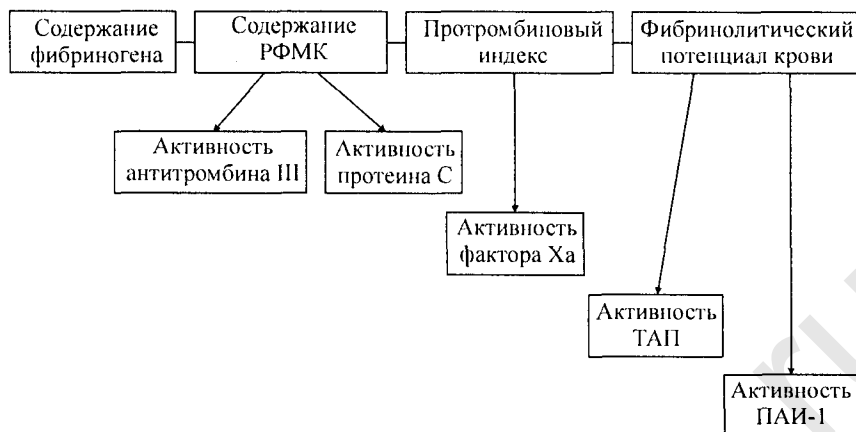 Содержание
фибриногена
Содержание
РФМК
Протромбиновый
индекс
Фибринолитический
потенциал крови
Активность
антитромбина III
Активность
протеина С
Активность
фактора Ха
Активность
ТАП
Активность
ПАИ-1